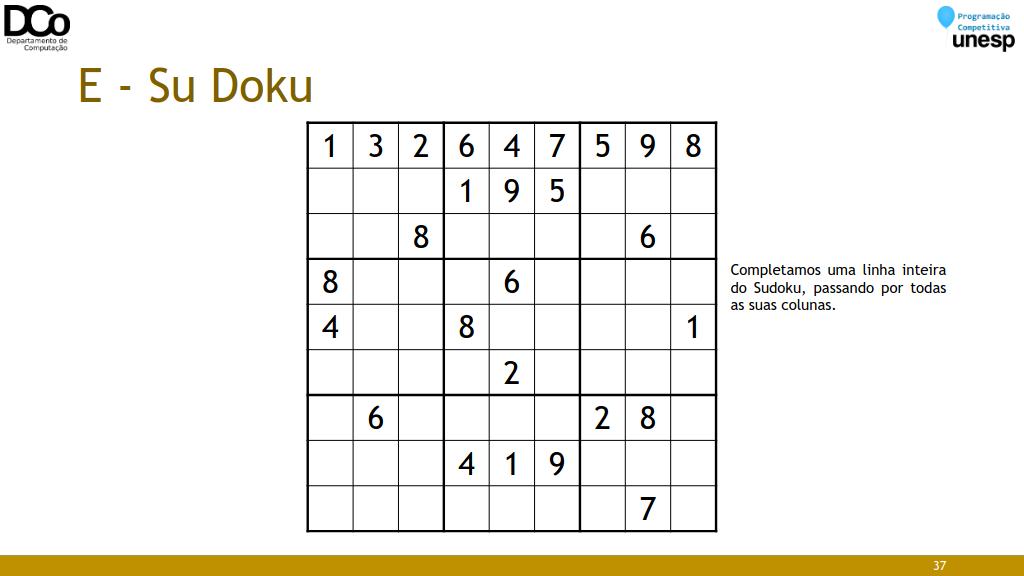 DCo
Departamento de
Computação
Programação
Competitiva
unesp
E - Su Doku
1 3 2 6 4 7 5 9 8
1 9 5
8 6
8 6
4 8 1
2
6 2 8
4 1 9
7
Completamos uma linha inteira
do Sudoku, passando por todas
as suas colunas.
37